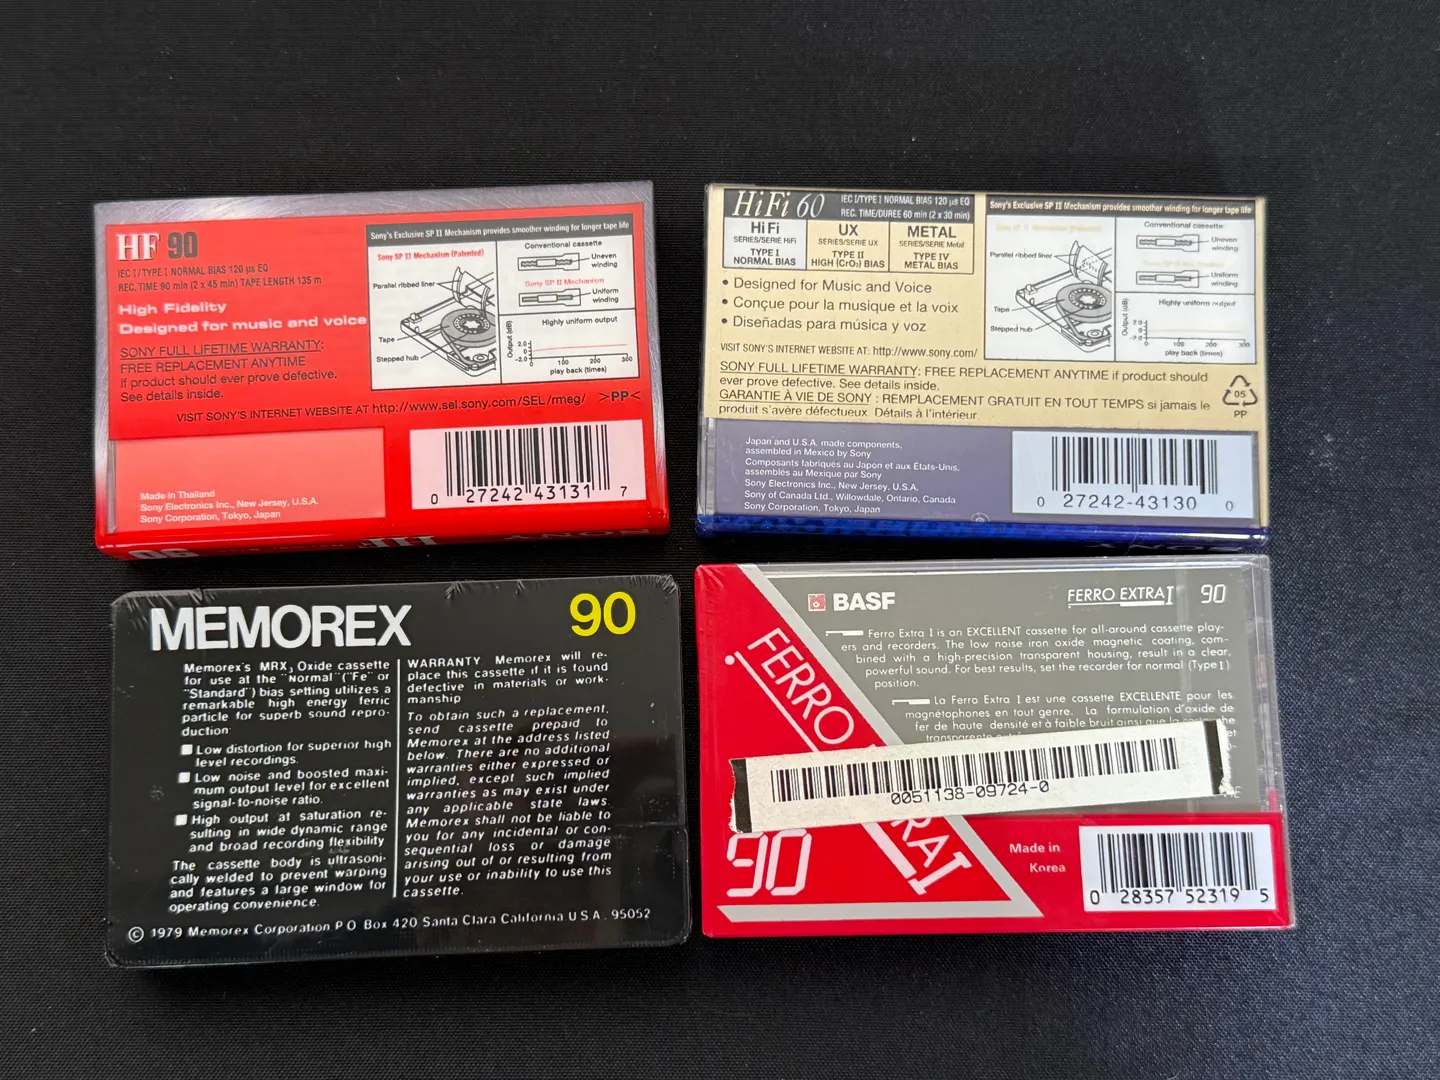 HF 90
IEC I/TYPE I NORMAL BIAS 120 µs EQ
REC. TIME 90 min (2 x 45 min) TAPE LENGTH 135 m
High Fidelity
Designed for music and voice
SONY FULL LIFETIME WARRANTY:
FREE REPLACEMENT ANYTIME
if product should ever prove defective.
See details inside.
VISIT SONY'S INTERNET WEBSITE AT http://www.sel.sony.com/SEL/rmeg/ >PP<
Sony's Exclusive SP II Mechanism provides smoother winding for longer tape life
Sony SP II Mechanism (Patented)
Parallel ribbed liner
Tape
Stepped hub
Conventional cassette
Uneven
winding
Sony SP II Mechanism
Uniform
winding
Highly uniform output
Output (dB)
2.0
0
-2.0
100 200 300
play back (times)
Made in Thailand
Sony Electronics Inc., New Jersey, U.S.A.
Sony Corporation, Tokyo, Japan
0 27242 43131 7
90 HF SONY
HiFi 60
IEC I/TYPE I NORMAL BIAS 120 µs EQ
REC. TIME/DUREE 60 min (2 x 30 min)
HiFi
SERIES/SERIE HiFi
TYPE I
NORMAL BIAS
UX
SERIES/SERIE UX
TYPE II
HIGH (CrO2) BIAS
METAL
SERIES/SERIE Metal
TYPE IV
METAL BIAS
• Designed for Music and Voice
• Conçue pour la musique et la voix
• Diseñadas para música y voz
VISIT SONY'S INTERNET WEBSITE AT: http://www.sony.com/
Sony's Exclusive SP II Mechanism provides smoother winding for longer tape life
Parallel ribbed liner
Tape
Stepped hub
Conventional cassette
Uneven
winding
Uniform
winding
Highly uniform output
Output (dB)
2.0
0
-2.0
100 200 300
play back (times)
SONY FULL LIFETIME WARRANTY: FREE REPLACEMENT ANYTIME if product should
ever prove defective. See details inside.
GARANTIE À VIE DE SONY : REMPLACEMENT GRATUIT EN TOUT TEMPS si jamais le
produit s'avère défectueux. Détails à l'intérieur.
05
PP
Japan and U.S.A. made components,
assembled in Mexico by Sony
Composants fabriqués au Japon et aux États-Unis,
assemblés au Mexique par Sony
Sony Electronics Inc., New Jersey, U.S.A.
Sony of Canada Ltd., Willowdale, Ontario, Canada
Sony Corporation, Tokyo, Japan
0 27242-43130 0
MEMOREX 90
Memorex's MRX3 Oxide cassette
for use at the "Normal" ("Fe" or
"Standard") bias setting utilizes a
remarkable high energy ferric
particle for superb sound repro-
duction:
Low distortion for superior high
level recordings.
Low noise and boosted maxi-
mum output level for excellent
signal-to-noise ratio.
High output at saturation re-
sulting in wide dynamic range
and broad recording flexibility
The cassette body is ultrasoni-
cally welded to prevent warping
and features a large window for
operating convenience.
WARRANTY Memorex will re-
place this cassette if it is found
defective in materials or work-
manship
To obtain such a replacement,
send cassette prepaid to
Memorex at the address listed
below. There are no additional
warranties either expressed or
implied, except such implied
warranties as may exist under
any applicable state laws.
Memorex shall not be liable to
you for any incidental or con-
sequential loss or damage
arising out of or resulting from
your use or inability to use this
cassette.
© 1979 Memorex Corporation P O Box 420 Santa Clara California U.S.A. 95052
BASF FERRO EXTRA I 90
Ferro Extra I is an EXCELLENT cassette for all-around cassette play-
ers and recorders. The low noise iron oxide magnetic coating, com-
bined with a high-precision transparent housing, result in a clear,
powerful sound. For best results, set the recorder for normal (Type I)
position.
La Ferro Extra I est une cassette EXCELLENTE pour les
magnétophones en tout genre. La formulation d'oxide de
fer de haute densité et à faible bruit ainsi que la
FERRO
90
0051138-09724-0
Made in
Korea
0 28357 52319 5